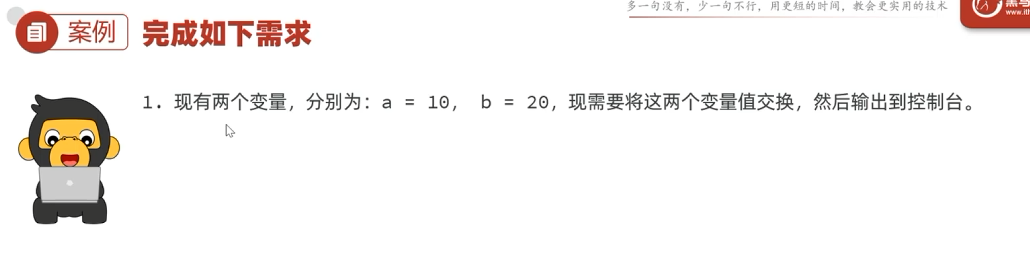 多一句没有，少一句不行，用更短的时间，教会更实用的技术
案例 完成如下需求
1. 现有两个变量，分别为：a = 10， b = 20，现需要将这两个变量值交换，然后输出到控制台。